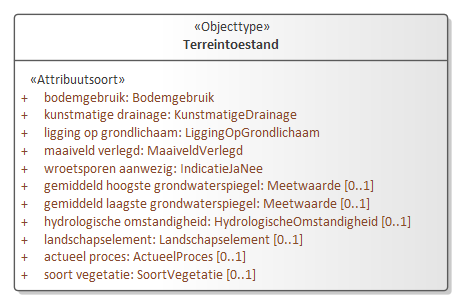 «Objecttype»
Terreintoestand
«Attribuutsoort»
+ bodemgebruik: Bodemgebruik
+ kunstmatige drainage: KunstmatigeDrainage
+ ligging op grondlichaam: LiggingOpGrondlichaam
+ maaiveld verlegd: MaaiveldVerlegd
+ wroetsporen aanwezig: IndicatieJaNee
+ gemiddeld hoogste grondwaterspiegel: Meetwaarde [0..1]
+ gemiddeld laagste grondwaterspiegel: Meetwaarde [0..1]
+ hydrologische omstandigheid: HydrologischeOmstandigheid [0..1]
+ landschapselement: Landschapselement [0..1]
+ actueel proces: ActueelProces [0..1]
+ soort vegetatie: SoortVegetatie [0..1]